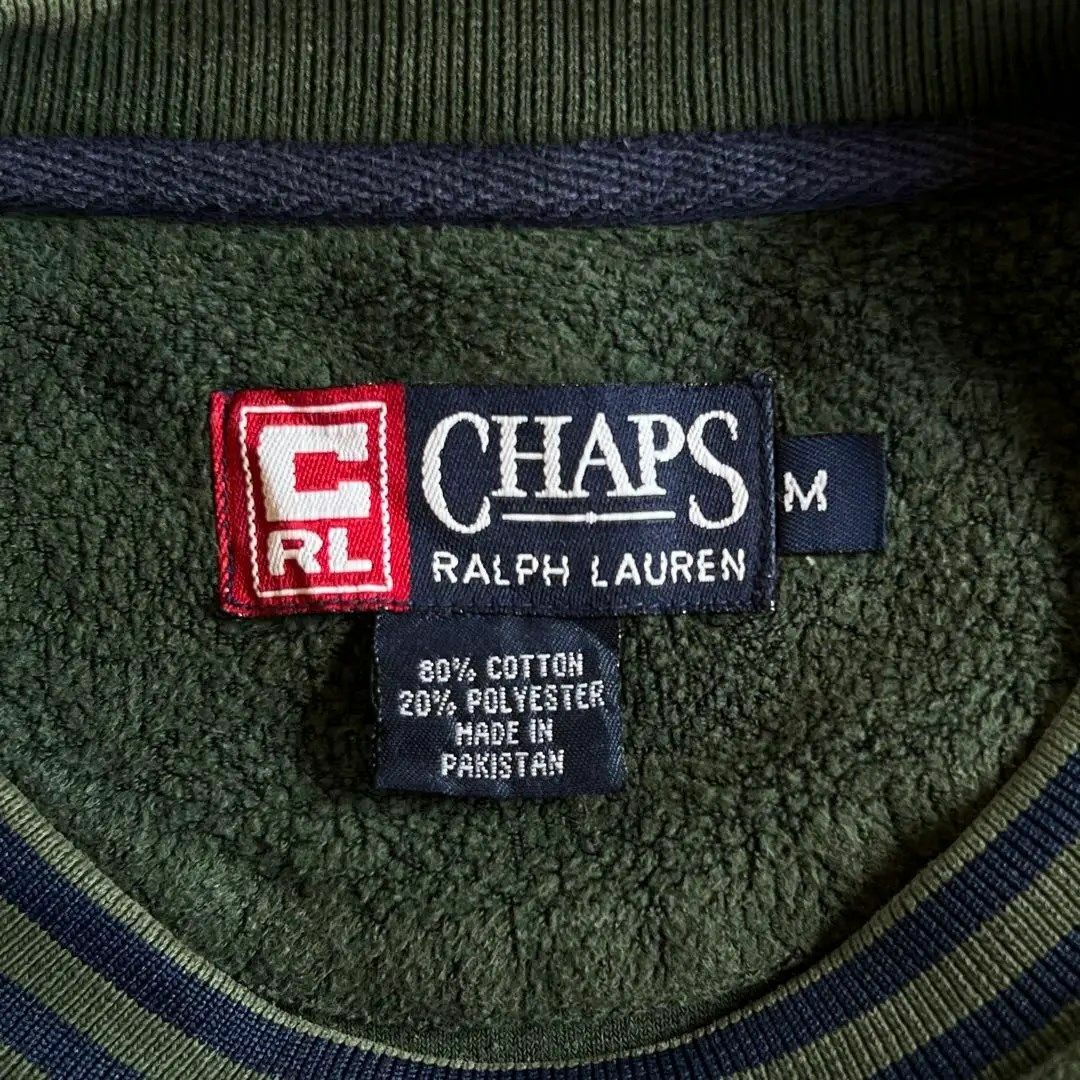 C
RL
CHAPS
RALPH LAUREN
M
80% COTTON
20% POLYESTER
MADE IN
PAKISTAN